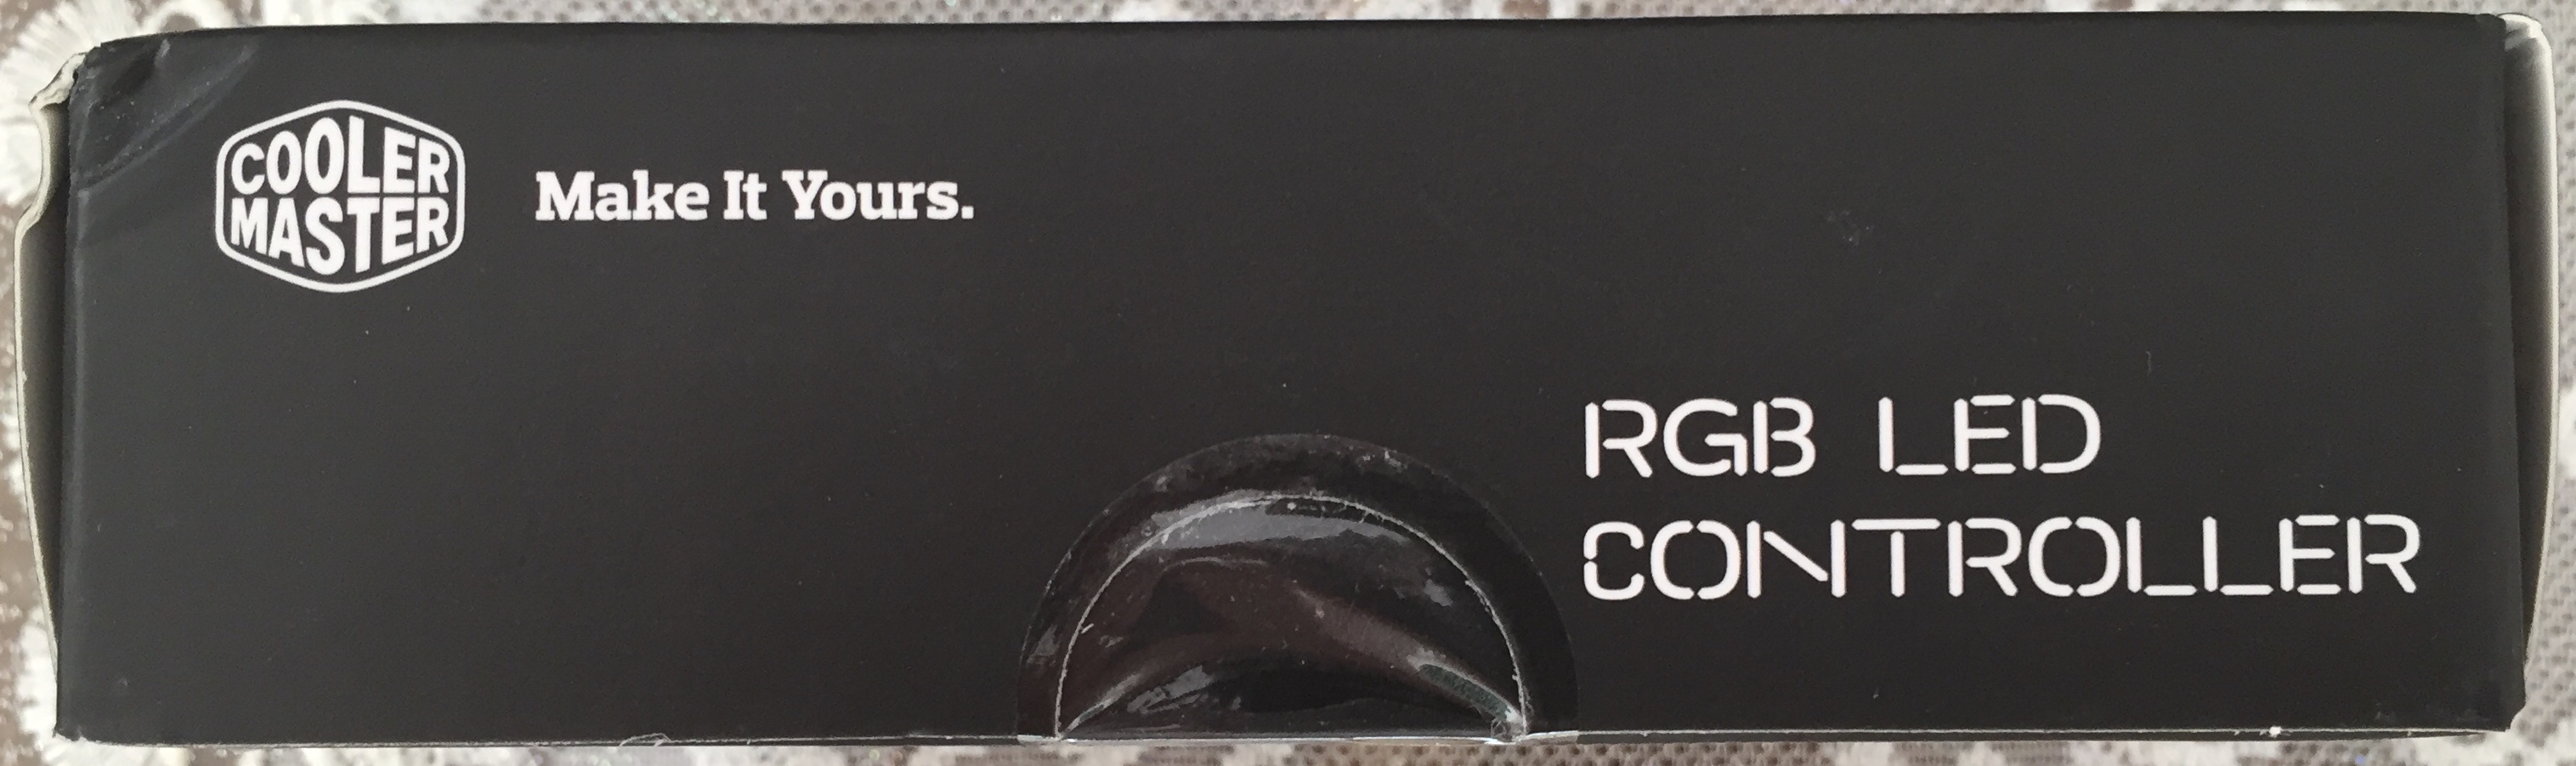 COOLER
MASTER
Make It Yours.
RGB LED
CONTROLLER